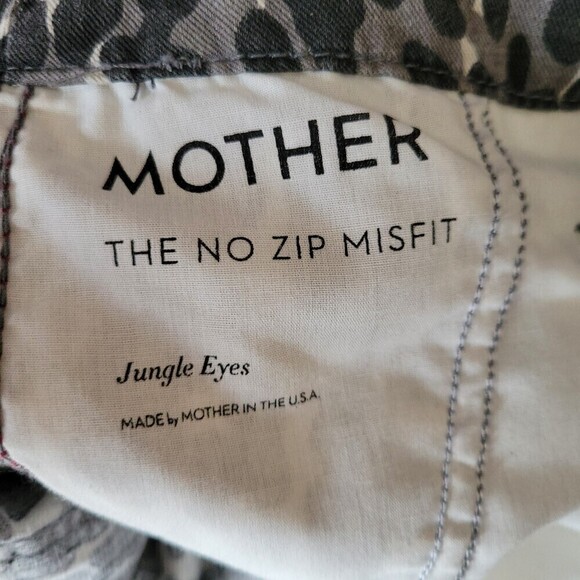 MOTHER
THE NO ZIP MISFIT
Jungle Eyes
MADE by MOTHER IN THE U.S.A.